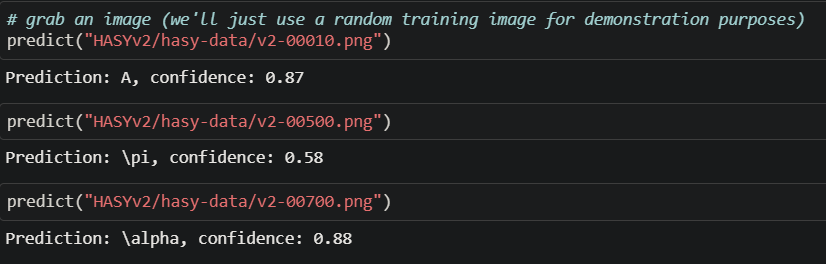 # grab an image (we'll just use a random training image for demonstration purposes)
predict("HASYv2/hasy-data/v2-00010.png")
Prediction: A, confidence: 0.87
predict("HASYv2/hasy-data/v2-00500.png")
Prediction: \pi, confidence: 0.58
predict("HASYv2/hasy-data/v2-00700.png")
Prediction: \alpha, confidence: 0.88